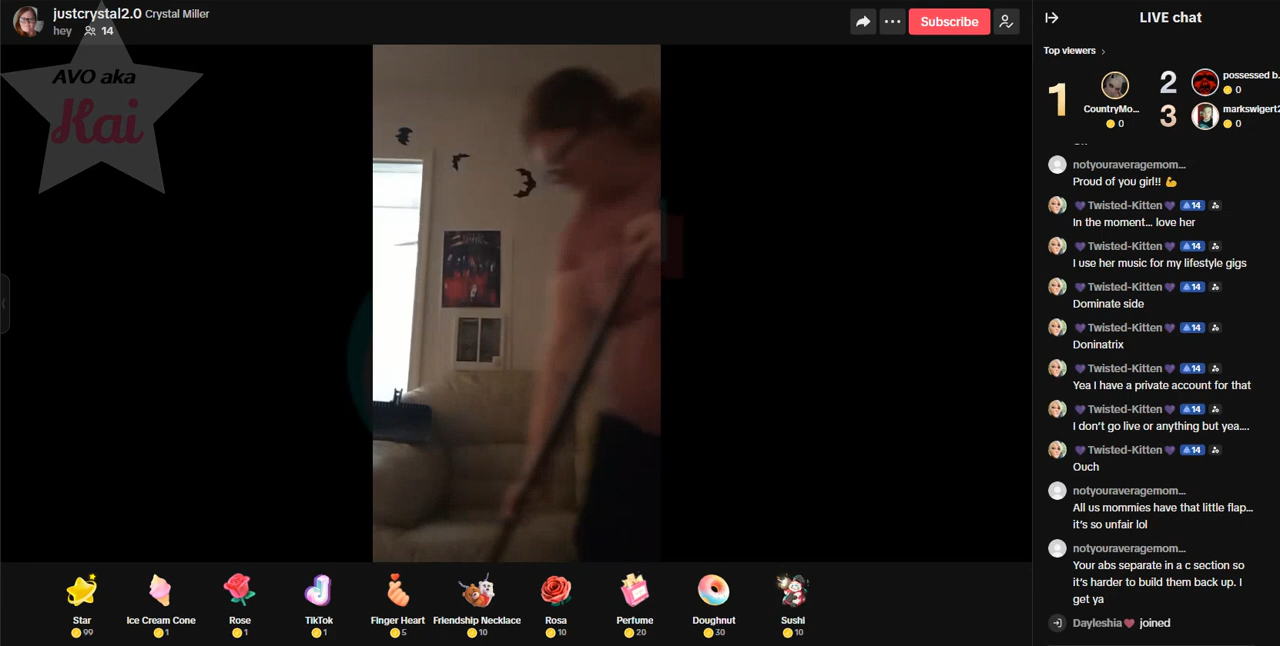 justcrystal2.0 Crystal Miller
hey 14
AVO aka
Kai
Subscribe
LIVE chat
Top viewers
1
CountryMo...
0
2
possessed b.
0
3
markswigert2
0
notyouraveragemom...
Proud of you girl!! 💪
💜 Twisted-Kitten 💜 14
In the moment... love her
💜 Twisted-Kitten 💜 14
I use her music for my lifestyle gigs
💜 Twisted-Kitten 💜 14
Dominate side
💜 Twisted-Kitten 💜 14
Doninatrix
💜 Twisted-Kitten 💜 14
Yea I have a private account for that
💜 Twisted-Kitten 💜 14
I don't go live or anything but yea....
💜 Twisted-Kitten 💜 14
Ouch
notyouraveragemom...
All us mommies have that little flap...
it's so unfair lol
notyouraveragemom...
Your abs separate in a c section so
it's harder to build them back up. I
get ya
Dayleshia💗 joined
Star
99
Ice Cream Cone
1
Rose
1
TikTok
1
Finger Heart
5
Friendship Necklace
10
Rosa
10
Perfume
20
Doughnut
30
Sushi
10